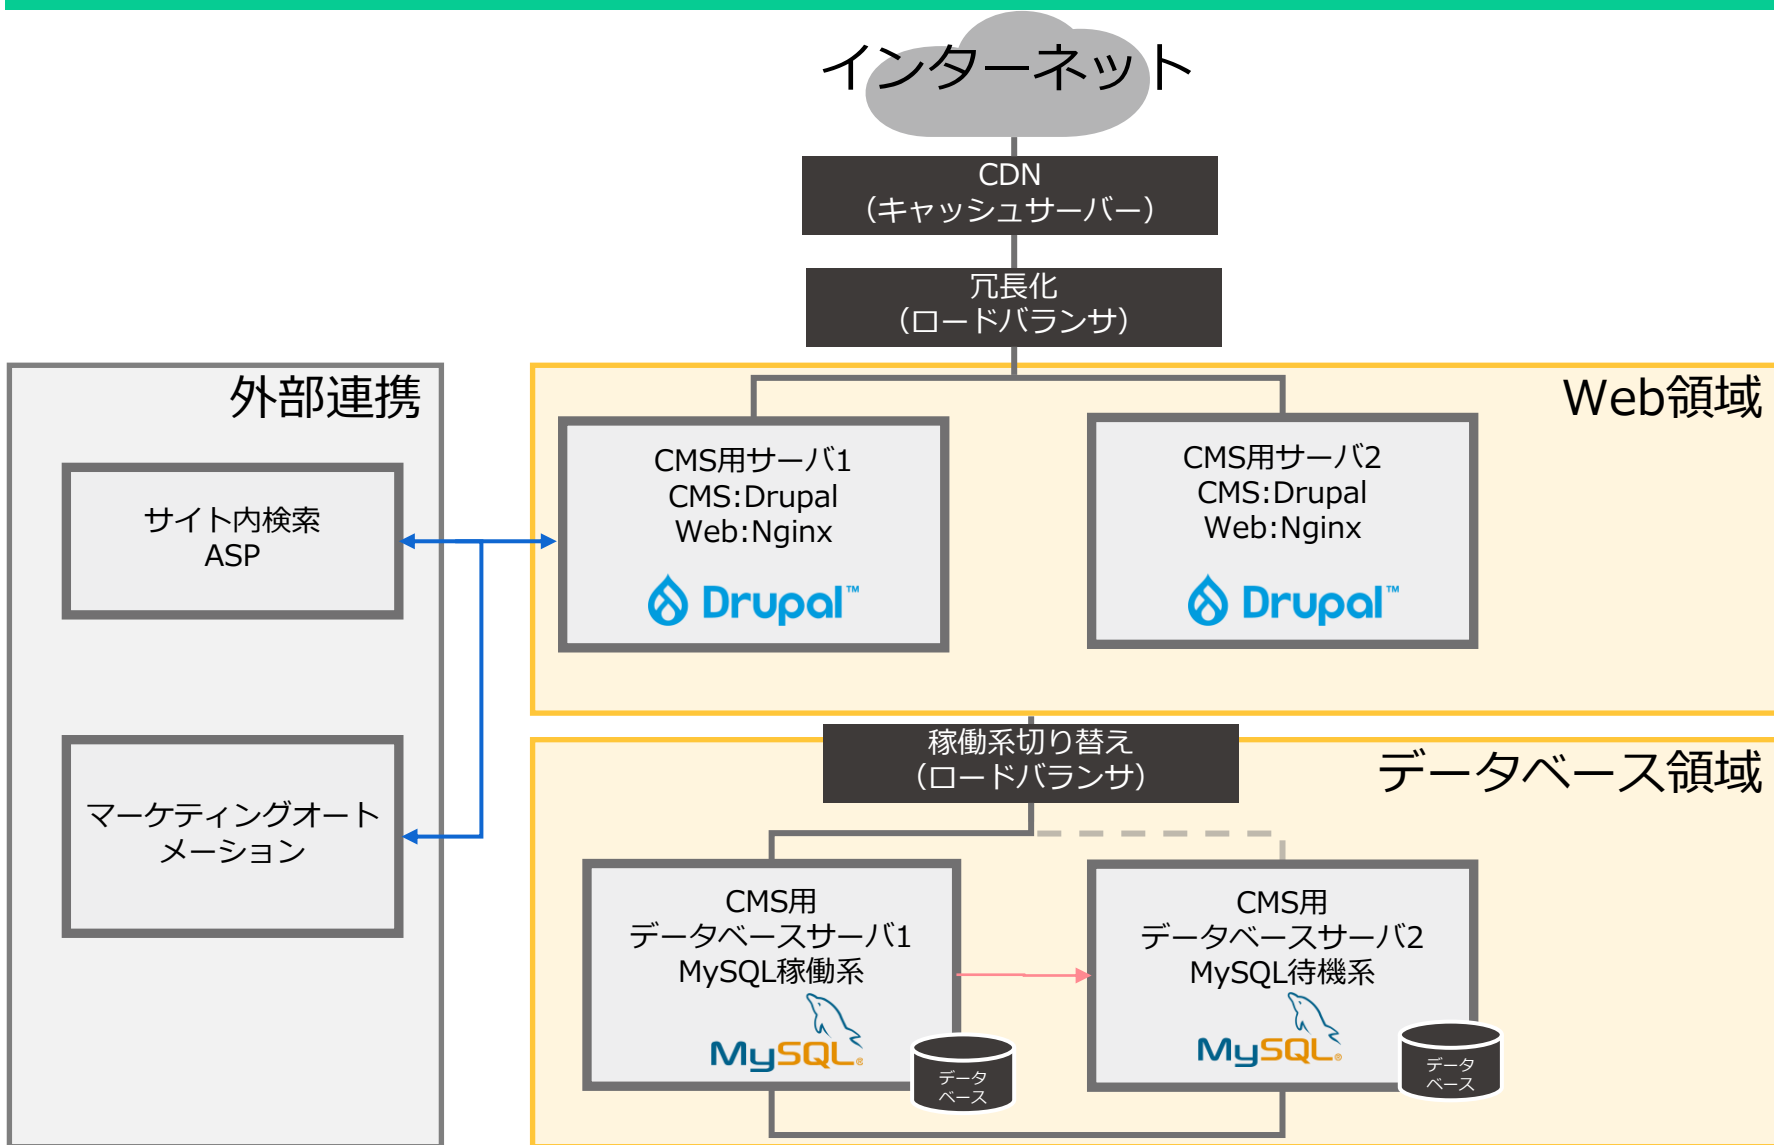 インターネット
CDN
（キャッシュサーバー）
冗長化
（ロードバランサ）
外部連携
サイト内検索
ASP
マーケティングオート
メーション
Web領域
CMS用サーバ1
CMS:Drupal
Web:Nginx
Drupal™
CMS用サーバ2
CMS:Drupal
Web:Nginx
Drupal™
稼働系切り替え
（ロードバランサ）
データベース領域
CMS用
データベースサーバ1
MySQL稼働系
MySQL®
データ
ベース
CMS用
データベースサーバ2
MySQL待機系
MySQL®
データ
ベース